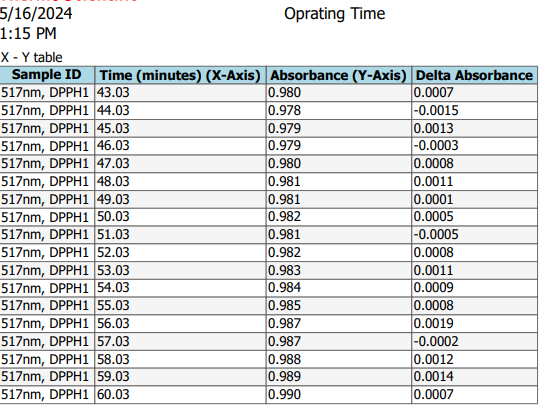 5/16/2024 Oprating Time
1:15 PM
X - Y table
Sample ID Time (minutes) (X-Axis) Absorbance (Y-Axis) Delta Absorbance
517nm, DPPH1 43.03 0.980 0.0007
517nm, DPPH1 44.03 0.978 -0.0015
517nm, DPPH1 45.03 0.979 0.0013
517nm, DPPH1 46.03 0.979 -0.0003
517nm, DPPH1 47.03 0.980 0.0008
517nm, DPPH1 48.03 0.981 0.0011
517nm, DPPH1 49.03 0.981 0.0001
517nm, DPPH1 50.03 0.982 0.0005
517nm, DPPH1 51.03 0.981 -0.0005
517nm, DPPH1 52.03 0.982 0.0008
517nm, DPPH1 53.03 0.983 0.0011
517nm, DPPH1 54.03 0.984 0.0009
517nm, DPPH1 55.03 0.985 0.0008
517nm, DPPH1 56.03 0.987 0.0019
517nm, DPPH1 57.03 0.987 -0.0002
517nm, DPPH1 58.03 0.988 0.0012
517nm, DPPH1 59.03 0.989 0.0014
517nm, DPPH1 60.03 0.990 0.0007